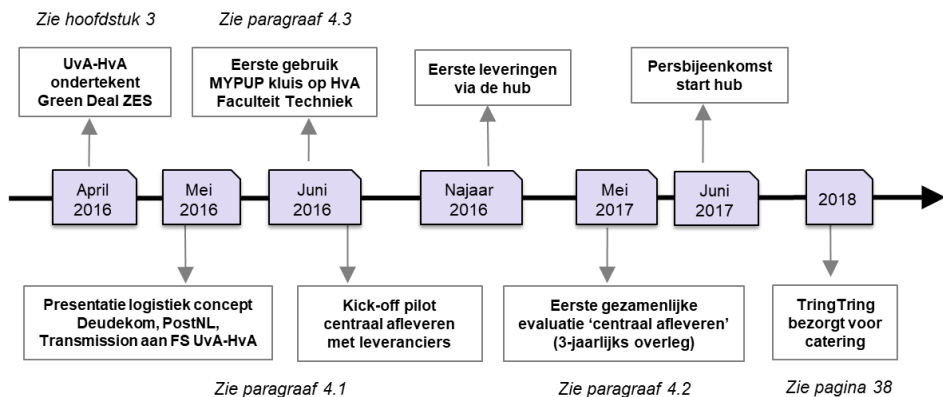 Zie hoofdstuk 3
Zie paragraaf 4.3
UvA-HvA
ondertekent
Green Deal ZES
Eerste gebruik
MYPUP kluis op HvA
Faculteit Techniek
Eerste leveringen
via de hub
Persbijeenkomst
start hub
April
2016
Mei
2016
Juni
2016
Najaar
2016
Mei
2017
Juni
2017
2018
Presentatie logistiek concept
Deudekom, PostNL,
Transmission aan FS UvA-HvA
Kick-off pilot
centraal afleveren
met leveranciers
Eerste gezamenlijke
evaluatie ‘centraal afleveren’
(3-jaarlijks overleg)
TringTring
bezorgt voor
catering
Zie paragraaf 4.1
Zie paragraaf 4.2
Zie pagina 38